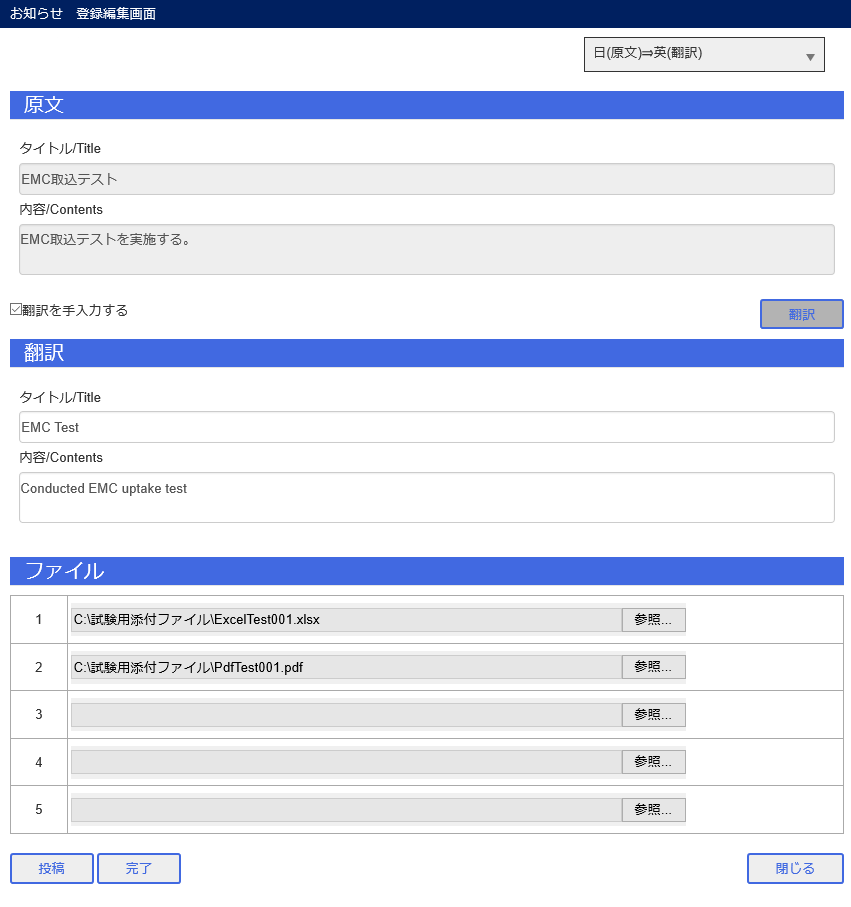 お知らせ　登録編集画面
日(原文)⇒英(翻訳)
原文
タイトル/Title
EMC取込テスト
内容/Contents
EMC取込テストを実施する。
翻訳を手入力する
翻訳
翻訳
タイトル/Title
EMC Test
内容/Contents
Conducted EMC uptake test
ファイル
1 C:\試験用添付ファイル\ExcelTest001.xlsx 参照...
2 C:\試験用添付ファイル\PdfTest001.pdf 参照...
3 参照...
4 参照...
5 参照...
投稿 完了 閉じる